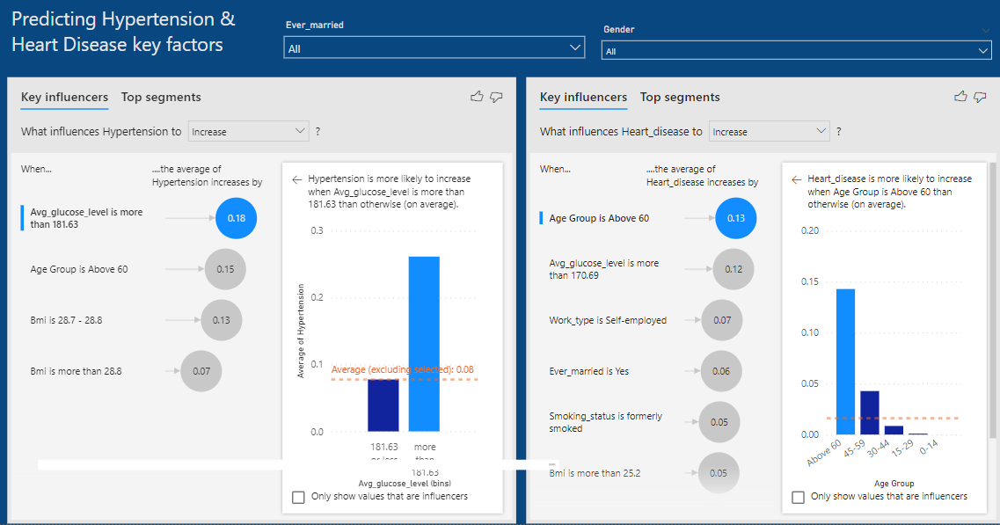 Predicting Hypertension &
Heart Disease key factors
Ever_married
All
Gender
All
Key influencers
Top segments
What influences Hypertension to
Increase
?
When...
....the average of
Hypertension increases by
Avg_glucose_level is more
than 181.63
0.18
Age Group is Above 60
0.15
Bmi is 28.7 - 28.8
0.13
Bmi is more than 28.8
0.07
Hypertension is more likely to increase
when Avg_glucose_level is more than
181.63 than otherwise (on average).
0.3
0.2
0.1
0.0
Average of Hypertension
Average (excluding selected): 0.08
181.63
or less
more
than
181.63
Avg_glucose_level (bins)
Only show values that are influencers
Key influencers
Top segments
What influences Heart_disease to
Increase
?
When...
....the average of
Heart_disease increases by
Age Group is Above 60
0.13
Avg_glucose_level is more
than 170.69
0.12
Work_type is Self-employed
0.07
Ever_married is Yes
0.06
Smoking_status is formerly
smoked
0.05
Bmi is more than 25.2
0.05
Heart_disease is more likely to increase
when Age Group is Above 60 than
otherwise (on average).
0.20
0.15
0.10
0.05
0.00
Above 60
45-59
30-44
15-29
0-14
Age Group
Only show values that are influencers